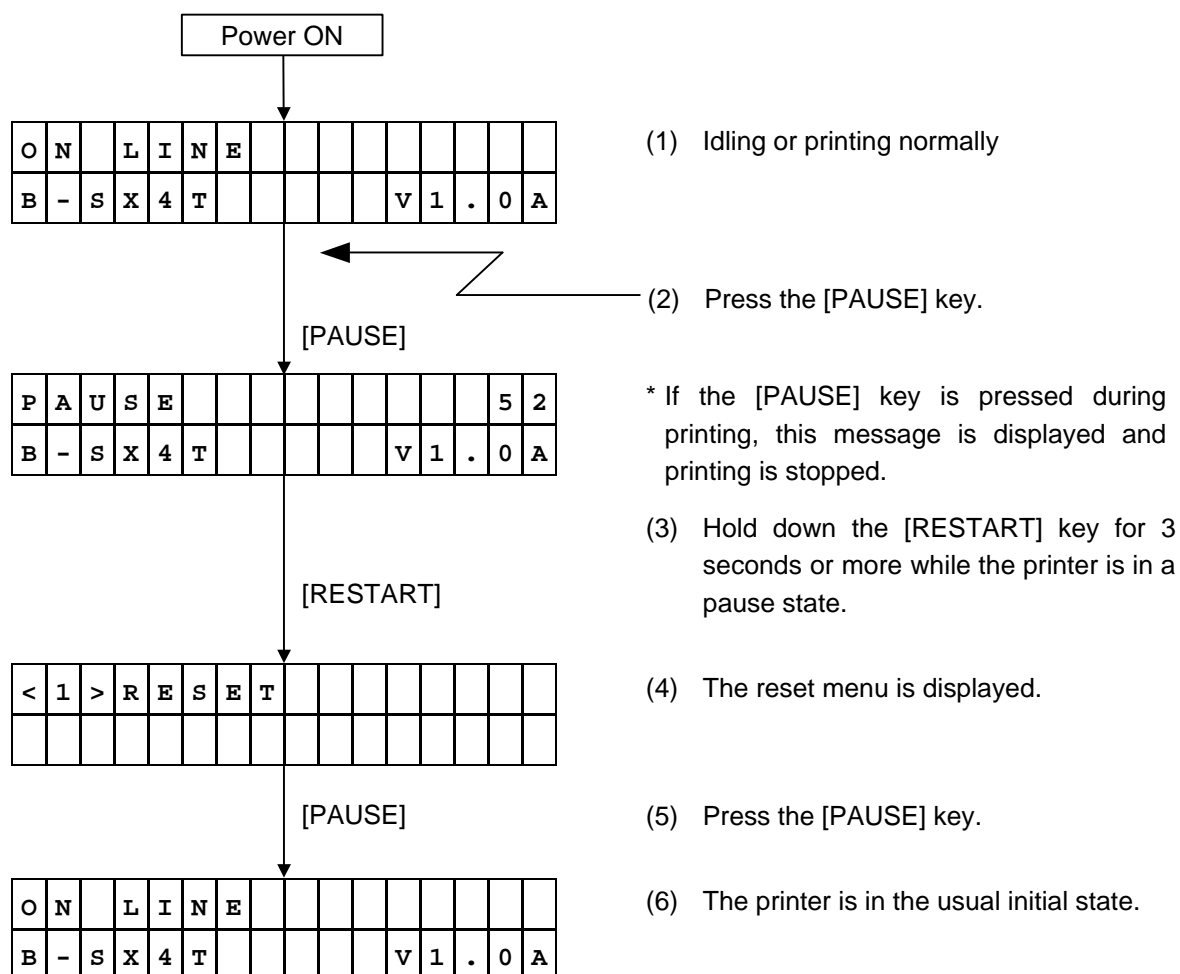 Power ON
ON LINE
B-SX4T V1.0A
(1) Idling or printing normally
(2) Press the [PAUSE] key.
[PAUSE]
PAUSE 52
B-SX4T V1.0A
* If the [PAUSE] key is pressed during
printing, this message is displayed and
printing is stopped.
(3) Hold down the [RESTART] key for 3
seconds or more while the printer is in a
pause state.
[RESTART]
<1>RESET
(4) The reset menu is displayed.
[PAUSE]
(5) Press the [PAUSE] key.
ON LINE
B-SX4T V1.0A
(6) The printer is in the usual initial state.